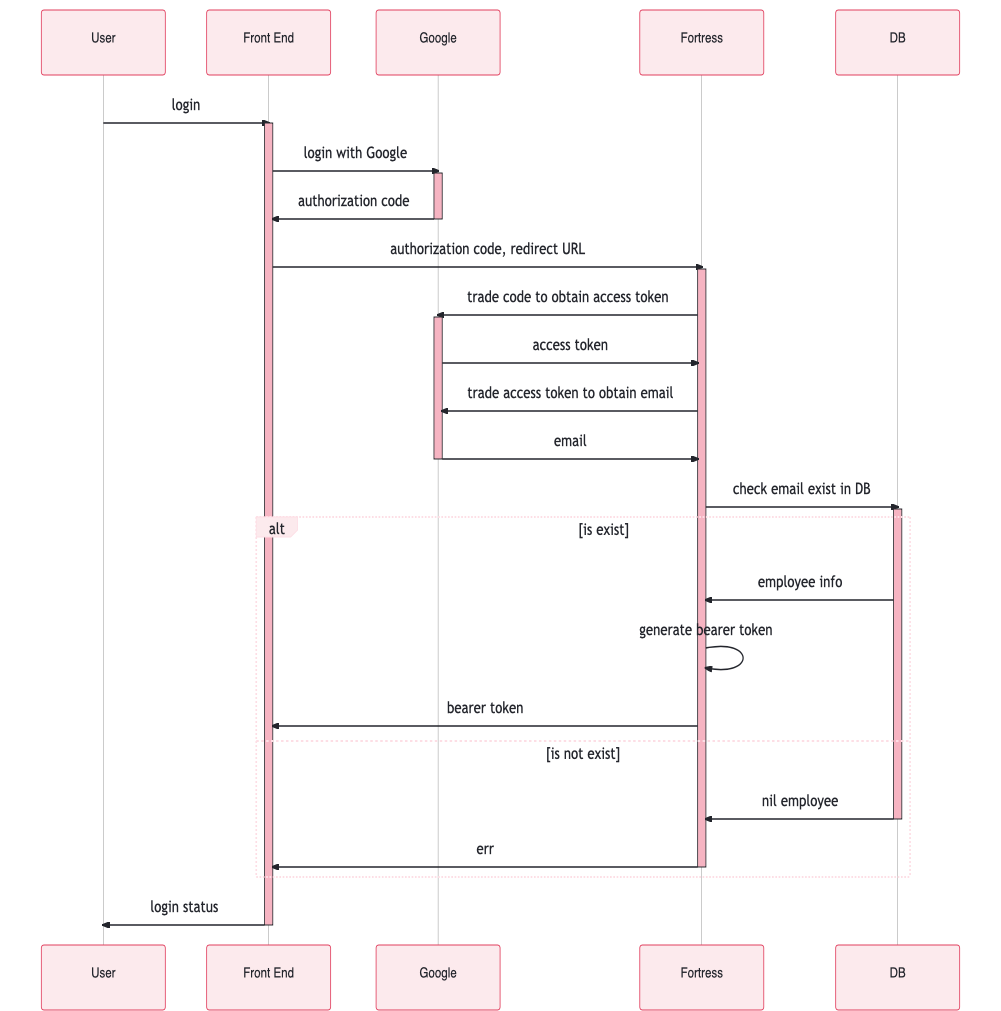 User
Front End
Google
Fortress
DB
login
login with Google
authorization code
authorization code, redirect URL
trade code to obtain access token
access token
trade access token to obtain email
email
check email exist in DB
alt
[is exist]
employee info
generate bearer token
bearer token
[is not exist]
nil employee
err
login status
User
Front End
Google
Fortress
DB